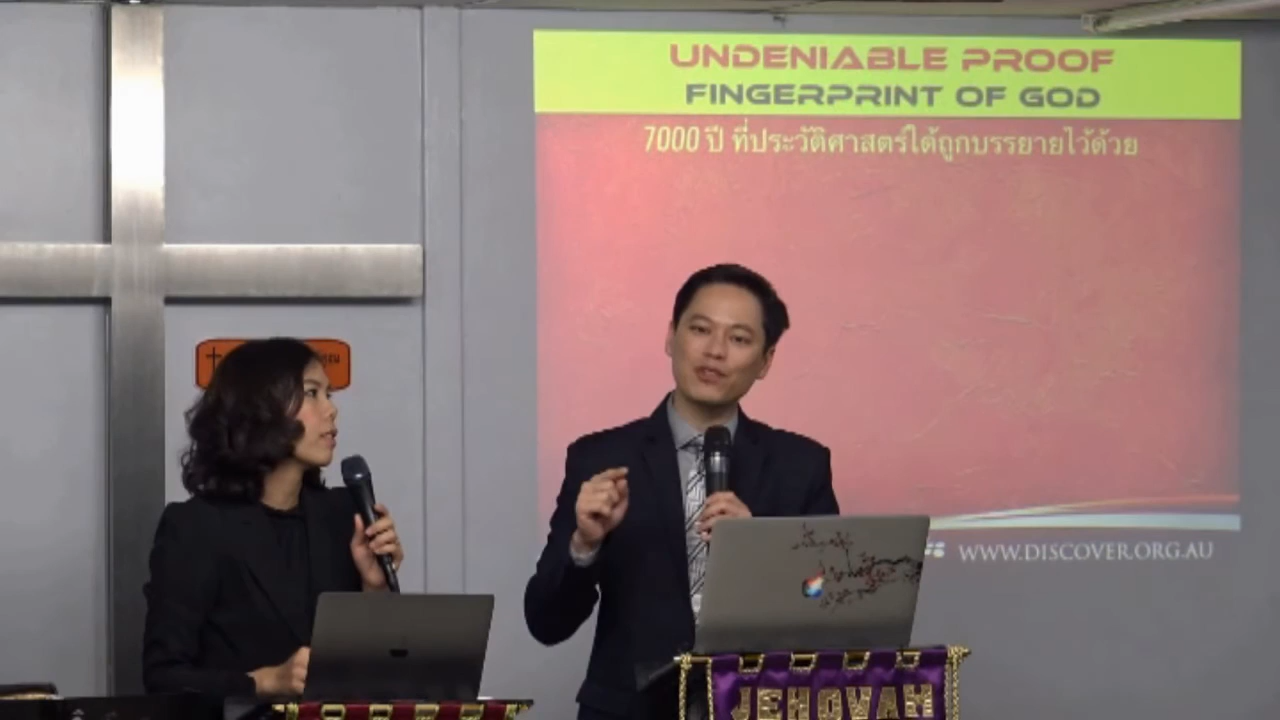 UNDENIABLE PROOF
FINGERPRINT OF GOD
7000 ปี ที่ประวัติศาสตร์ได้ถูกบรรยายไว้ด้วย
WWW.DISCOVER.ORG.AU
JEHOVAH